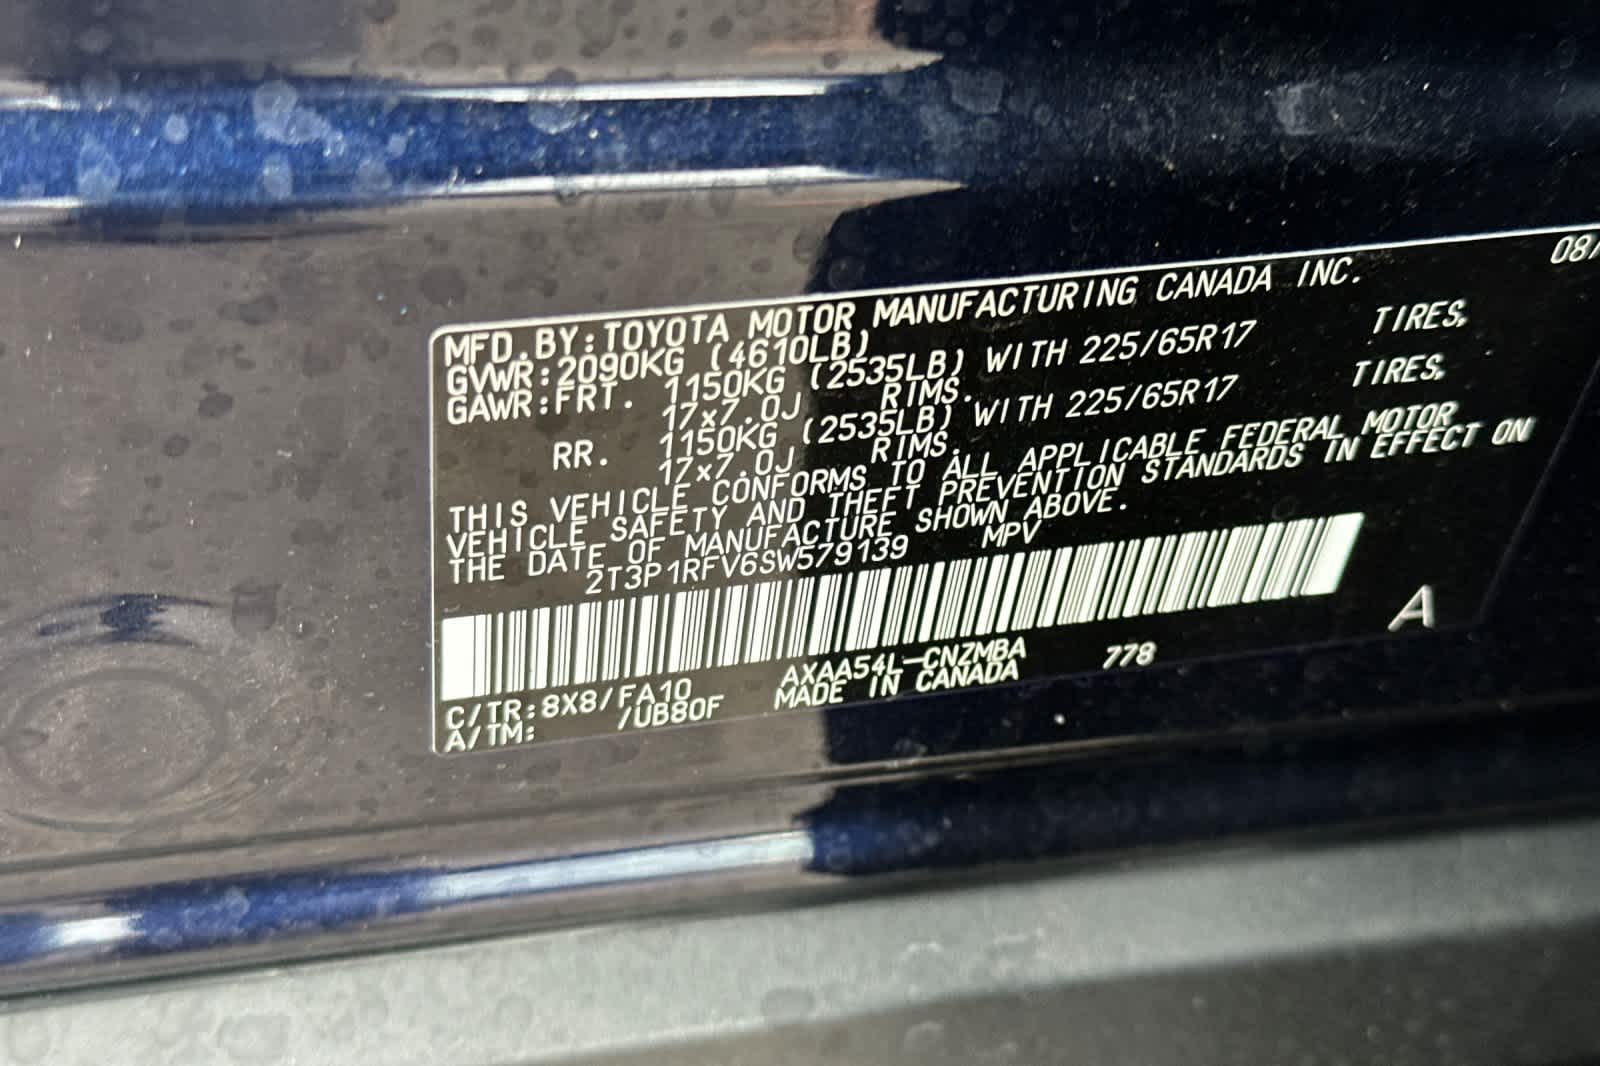 08/
MFD.BY:TOYOTA MOTOR MANUFACTURING CANADA INC.
GVWR:2090KG (4610LB)
GAWR:FRT. 1150KG (2535LB) WITH 225/65R17 TIRES,
17x7.0J RIMS.
RR. 1150KG (2535LB) WITH 225/65R17 TIRES,
17x7.0J RIMS.
THIS VEHICLE CONFORMS TO ALL APPLICABLE FEDERAL MOTOR
VEHICLE SAFETY AND THEFT PREVENTION STANDARDS IN EFFECT ON
THE DATE OF MANUFACTURE SHOWN ABOVE.
2T3P1RFV6SW579139 MPV
A
C/TR:8X8/FA10 AXAA54L-CNZMBA 778
A/TM: /UB80F MADE IN CANADA